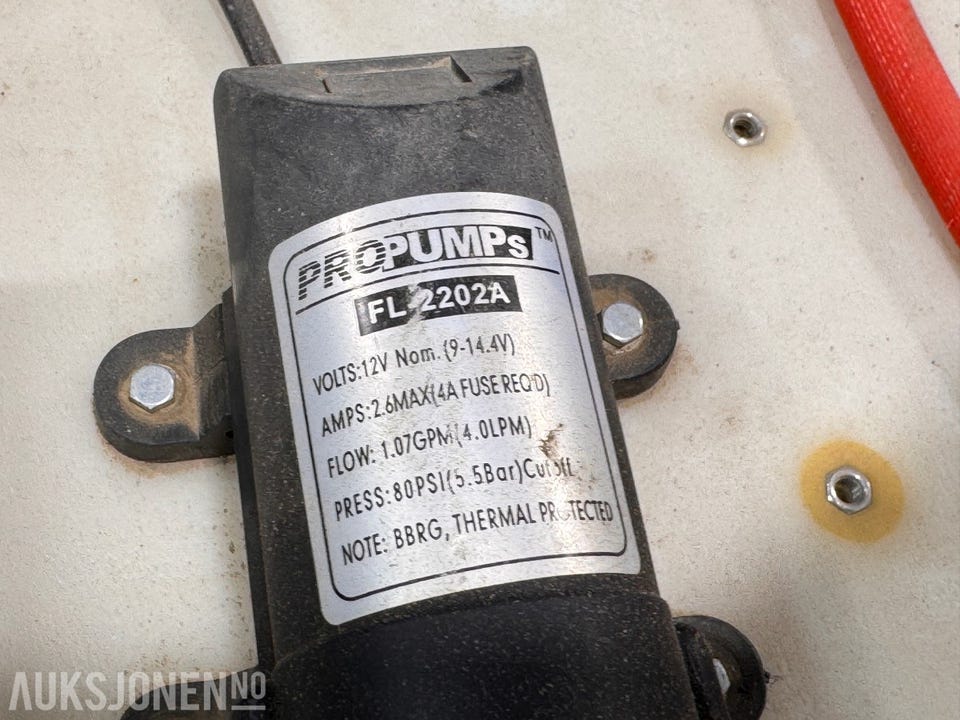 PROPUMPs™
FL-2202A
VOLTS:12V Nom.(9-14.4V)
AMPS:2.6MAX(4A FUSE REQ'D)
FLOW: 1.07GPM(4.0LPM)
PRESS:80PSI(5.5Bar)Cutoff
NOTE: BBRG, THERMAL PROTECTED
AUKSJONEN.NO